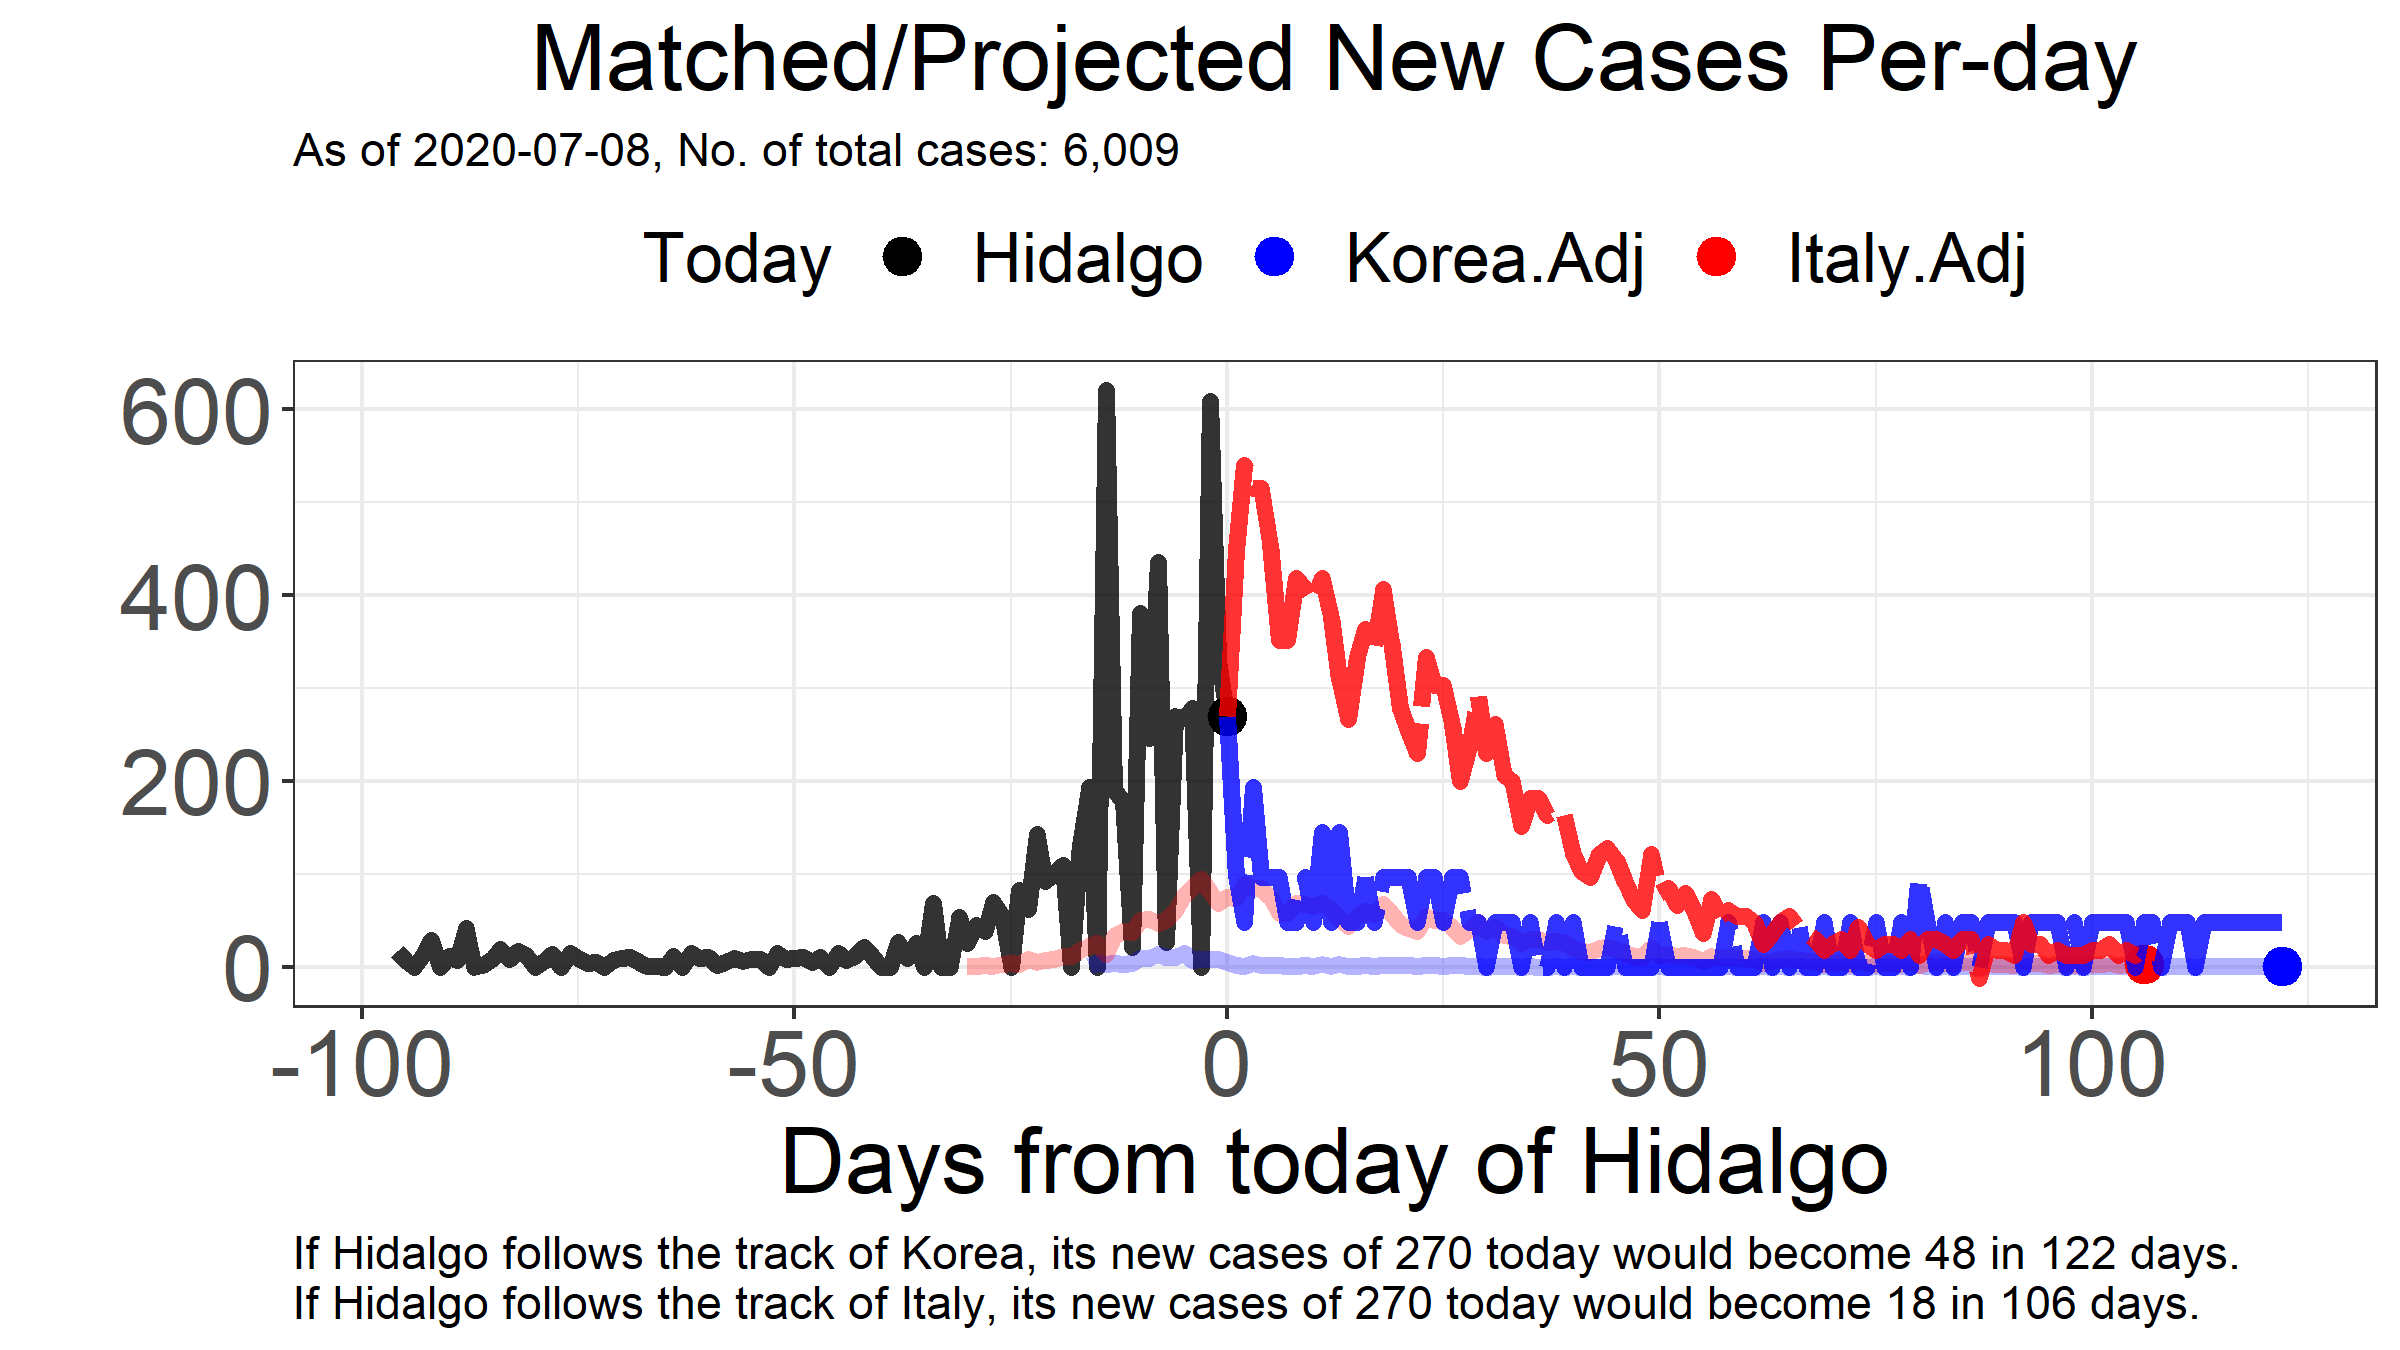 Matched/Projected New Cases Per-day
As of 2020-07-08, No. of total cases: 6,009
Today Hidalgo Korea.Adj Italy.Adj
600
400
200
0
-100 -50 0 50 100
Days from today of Hidalgo
If Hidalgo follows the track of Korea, its new cases of 270 today would become 48 in 122 days.
If Hidalgo follows the track of Italy, its new cases of 270 today would become 18 in 106 days.